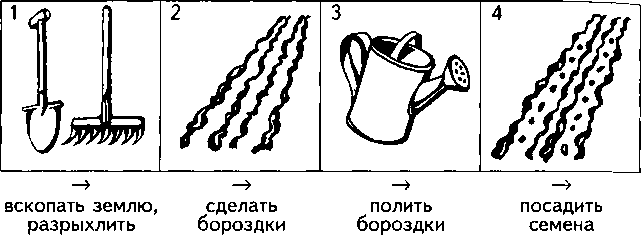 1 2 3 4
→ → → →
вскопать землю,
разрыхлить
сделать
бороздки
полить
бороздки
посадить
семена